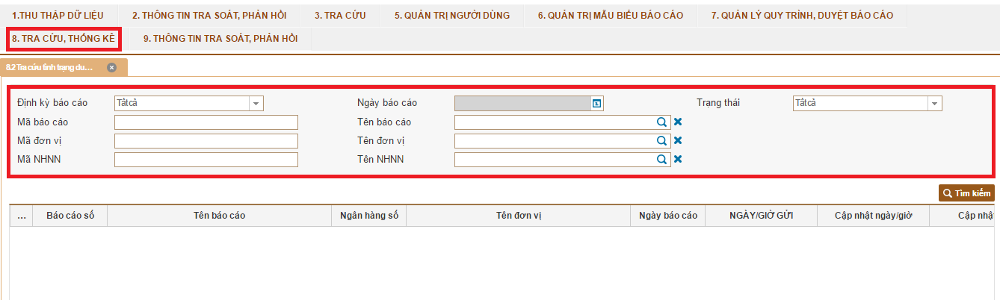 1.THU THẬP DỮ LIỆU 2. THÔNG TIN TRA SOÁT, PHẢN HỒI 3. TRA CỨU 5. QUẢN TRỊ NGƯỜI DÙNG 6. QUẢN TRỊ MẪU BIỂU BÁO CÁO 7. QUẢN LÝ QUY TRÌNH, DUYỆT BÁO CÁO
8. TRA CỨU, THỐNG KÊ 9. THÔNG TIN TRA SOÁT, PHẢN HỒI
8.2 Tra cứu tình trạng du...
Định kỳ báo cáo Tất cả Ngày báo cáo Trạng thái Tất cả
Mã báo cáo Tên báo cáo
Mã đơn vị Tên đơn vị
Mã NHNN Tên NHNN
Tìm kiếm
... Báo cáo số Tên báo cáo Ngân hàng số Tên đơn vị Ngày báo cáo NGÀY/GIỜ GỬI Cập nhật ngày/giờ Cập nhậ